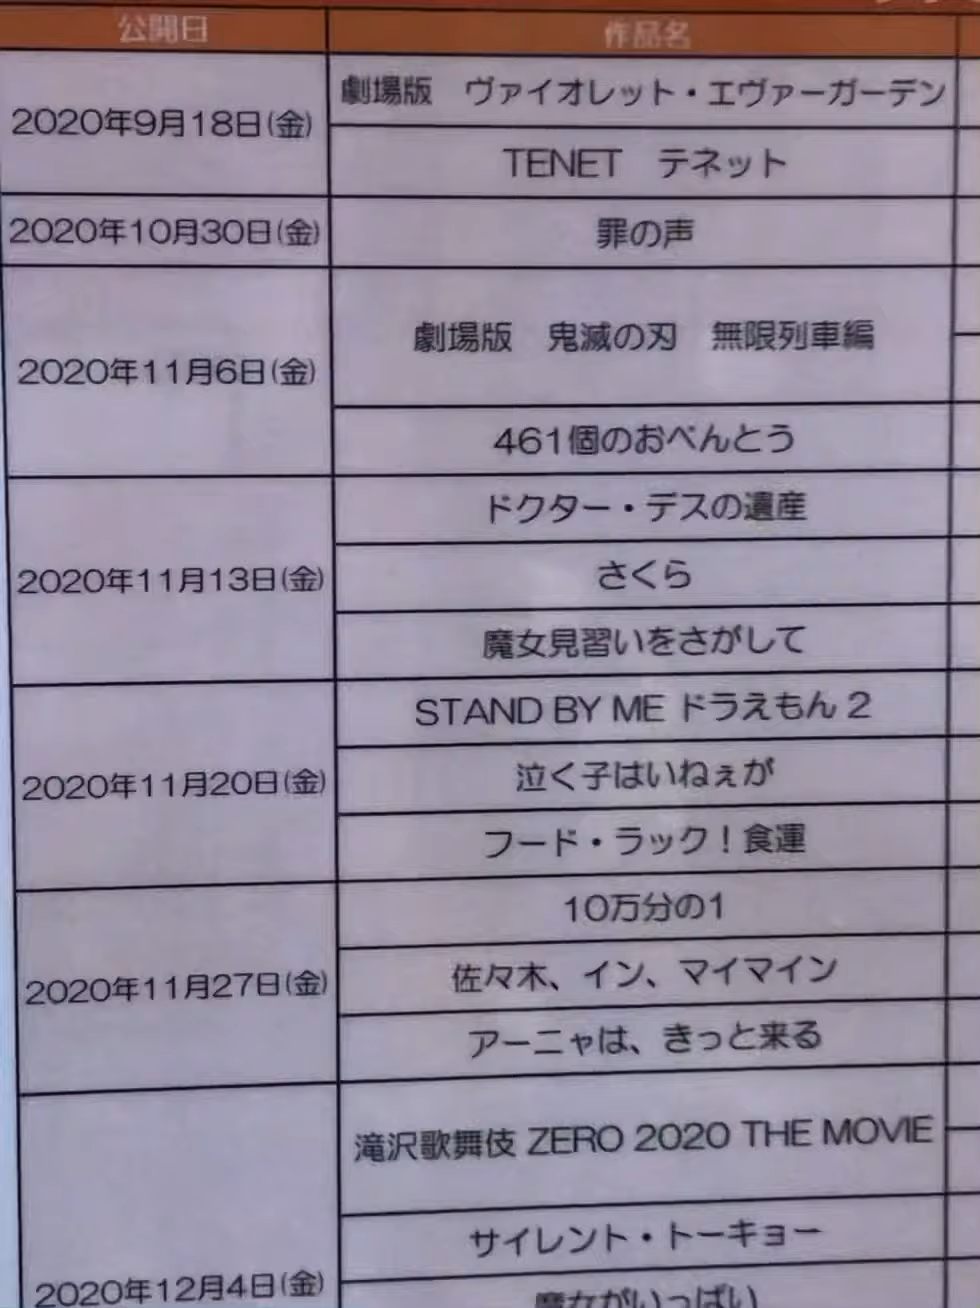 公開日 作品名
2020年9月18日(金)
劇場版 ヴァイオレット・エヴァーガーデン
TENET テネット
2020年10月30日(金)
罪の声
2020年11月6日(金)
劇場版 鬼滅の刃 無限列車編
461個のおべんとう
2020年11月13日(金)
ドクター・デスの遺産
さくら
魔女見習いをさがして
2020年11月20日(金)
STAND BY ME ドラえもん 2
泣く子はいねぇが
フード・ラック！食運
2020年11月27日(金)
10万分の1
佐々木、イン、マイマイン
アーニャは、きっと来る
2020年12月4日(金)
滝沢歌舞伎 ZERO 2020 THE MOVIE
サイレント・トーキョー
魔女がいっぱい